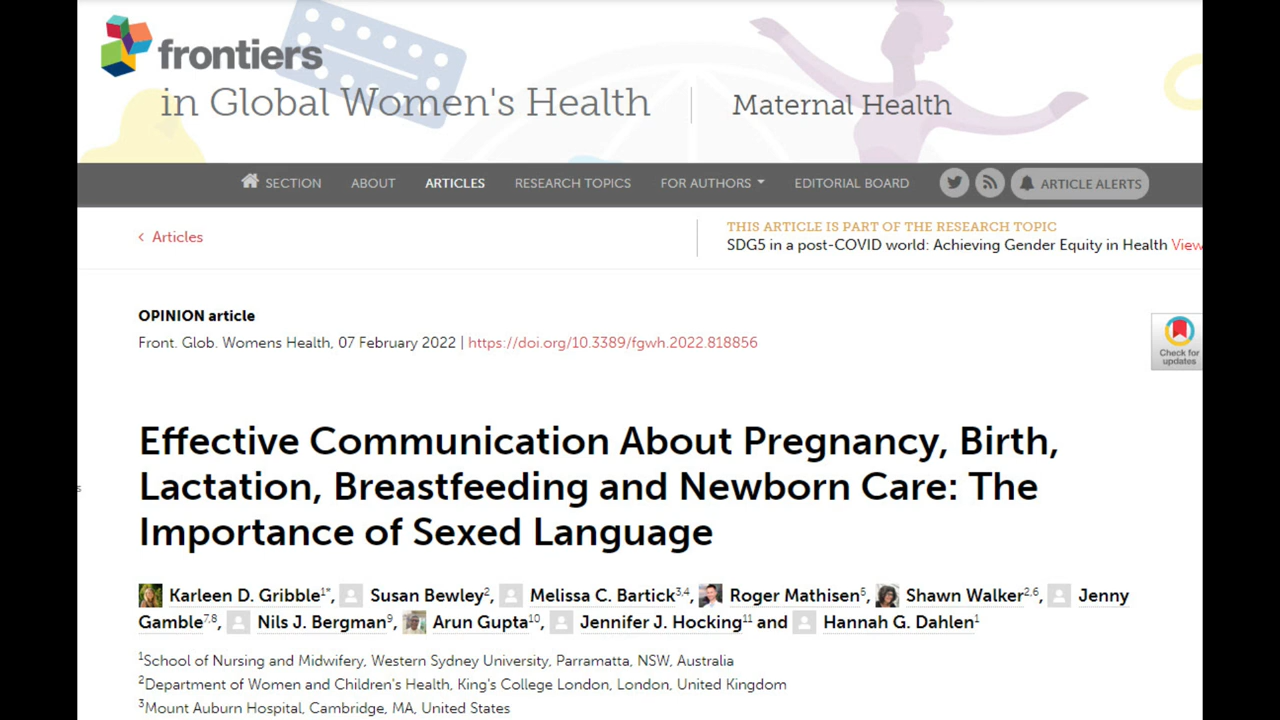 frontiers
in Global Women's Health
Maternal Health
SECTION ABOUT ARTICLES RESEARCH TOPICS FOR AUTHORS EDITORIAL BOARD ARTICLE ALERTS
< Articles
THIS ARTICLE IS PART OF THE RESEARCH TOPIC
SDG5 in a post-COVID world: Achieving Gender Equity in Health View
OPINION article
Front. Glob. Womens Health, 07 February 2022 | https://doi.org/10.3389/fgwh.2022.818856
Check for
updates
Effective Communication About Pregnancy, Birth,
Lactation, Breastfeeding and Newborn Care: The
Importance of Sexed Language
Karleen D. Gribble1*, Susan Bewley2, Melissa C. Bartick3,4, Roger Mathisen5, Shawn Walker2,6, Jenny
Gamble7,8, Nils J. Bergman9, Arun Gupta10, Jennifer J. Hocking11 and Hannah G. Dahlen1
1School of Nursing and Midwifery, Western Sydney University, Parramatta, NSW, Australia
2Department of Women and Children's Health, King's College London, London, United Kingdom
3Mount Auburn Hospital, Cambridge, MA, United States